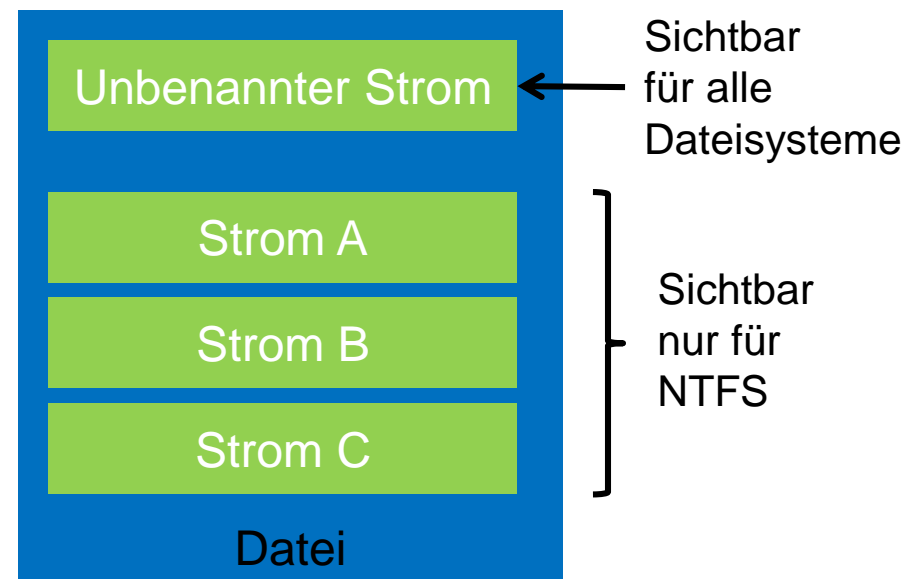 Unbenannter Strom
Sichtbar
für alle
Dateisysteme
Strom A
Strom B
Strom C
Sichtbar
nur für
NTFS
Datei